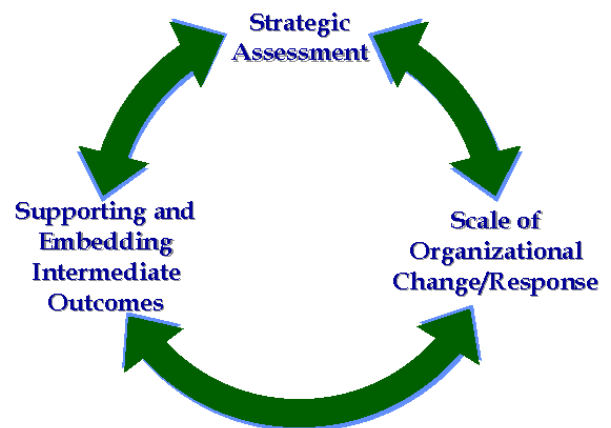 Strategic
Assessment
Supporting and
Embedding
Intermediate
Outcomes
Scale of
Organizational
Change/Response